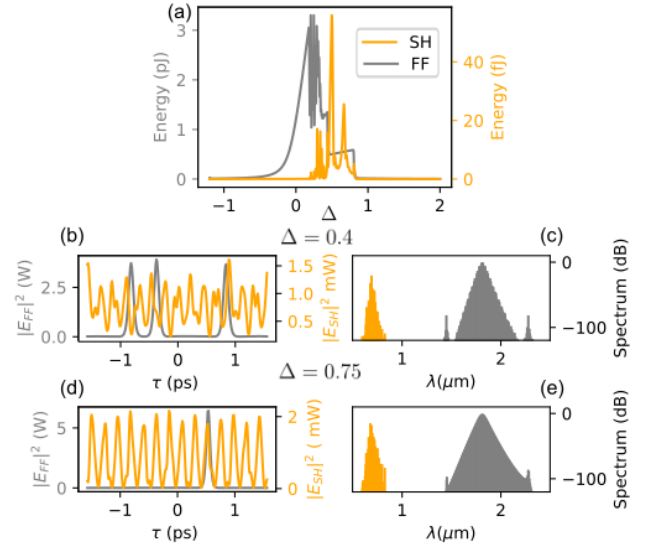 (a)
3
2
1
0
Energy (pJ)
SH
FF
40
20
0
Energy (fJ)
−1
0
1
2
Δ
(b)
Δ = 0.4
(c)
2.5
0.0
|E_FF|² (W)
1.5
1.0
0.5
|E_SH|² mW)
−1
0
1
τ (ps)
0
−100
Spectrum (dB)
1
2
λ(μm)
(d)
Δ = 0.75
(e)
5
0
|E_FF|² (W)
2
1
0
|E_SH|² ( mW)
−1
0
1
τ (ps)
0
−100
Spectrum (dB)
1
2
λ(μm)